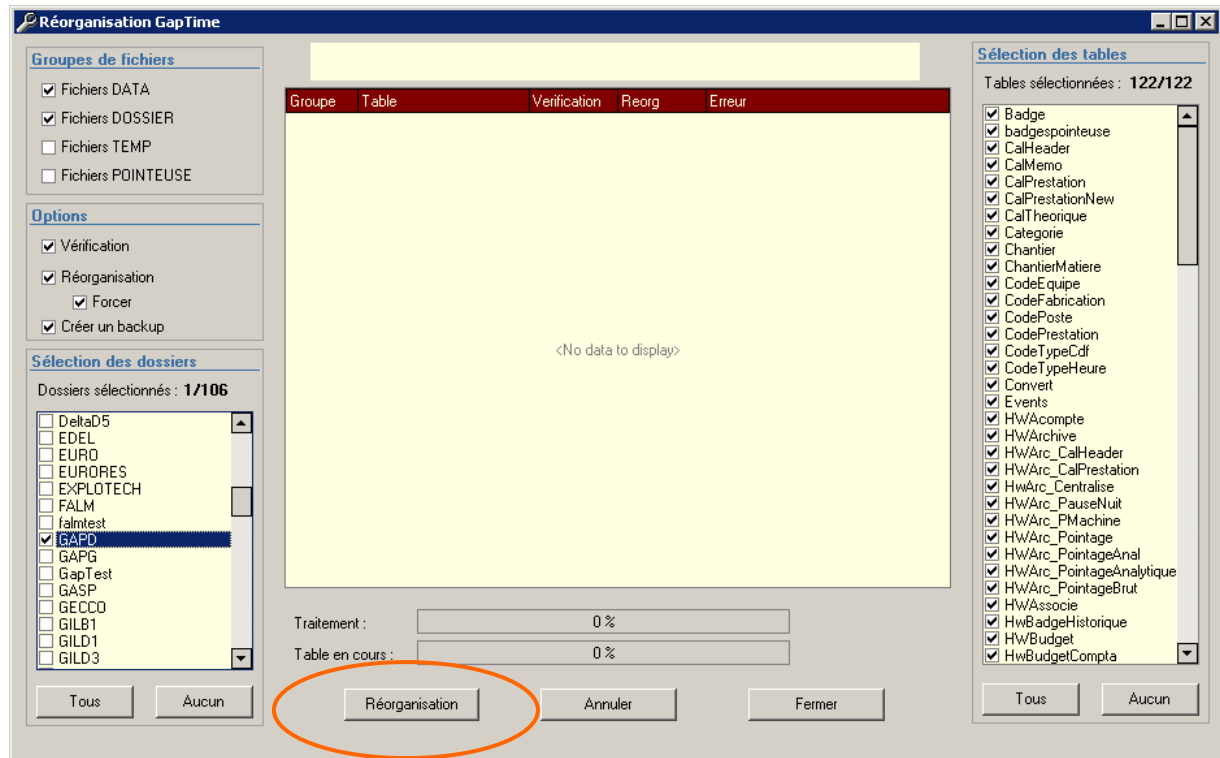 Réorganisation GapTime
Groupes de fichiers
Fichiers DATA
Fichiers DOSSIER
Fichiers TEMP
Fichiers POINTEUSE
Options
Vérification
Réorganisation
Forcer
Créer un backup
Sélection des dossiers
Dossiers sélectionnés : 1/106
DeltaD5
EDEL
EURO
EURORES
EXPLOTECH
FALM
falmtest
GAPD
GAPG
GapTest
GASP
GECCO
GILB1
GILD1
GILD3
Tous Aucun
Groupe Table Verification Reorg Erreur
<No data to display>
Traitement : 0 %
Table en cours : 0 %
Réorganisation Annuler Fermer
Sélection des tables
Tables sélectionnées : 122/122
Badge
badgespointeuse
CalHeader
CalMemo
CalPrestation
CalPrestationNew
CalTheorique
Categorie
Chantier
ChantierMatiere
CodeEquipe
CodeFabrication
CodePoste
CodePrestation
CodeTypeCdf
CodeTypeHeure
Convert
Events
HWAcompte
HWArchive
HWArc_CalHeader
HWArc_CalPrestation
HwArc_Centralise
HWArc_PauseNuit
HWArc_PMachine
HWArc_Pointage
HWArc_PointageAnal
HWArc_PointageAnalytique
HWArc_PointageBrut
HWAssocie
HwBadgeHistorique
HWBudget
HwBudgetCompta
Tous Aucun